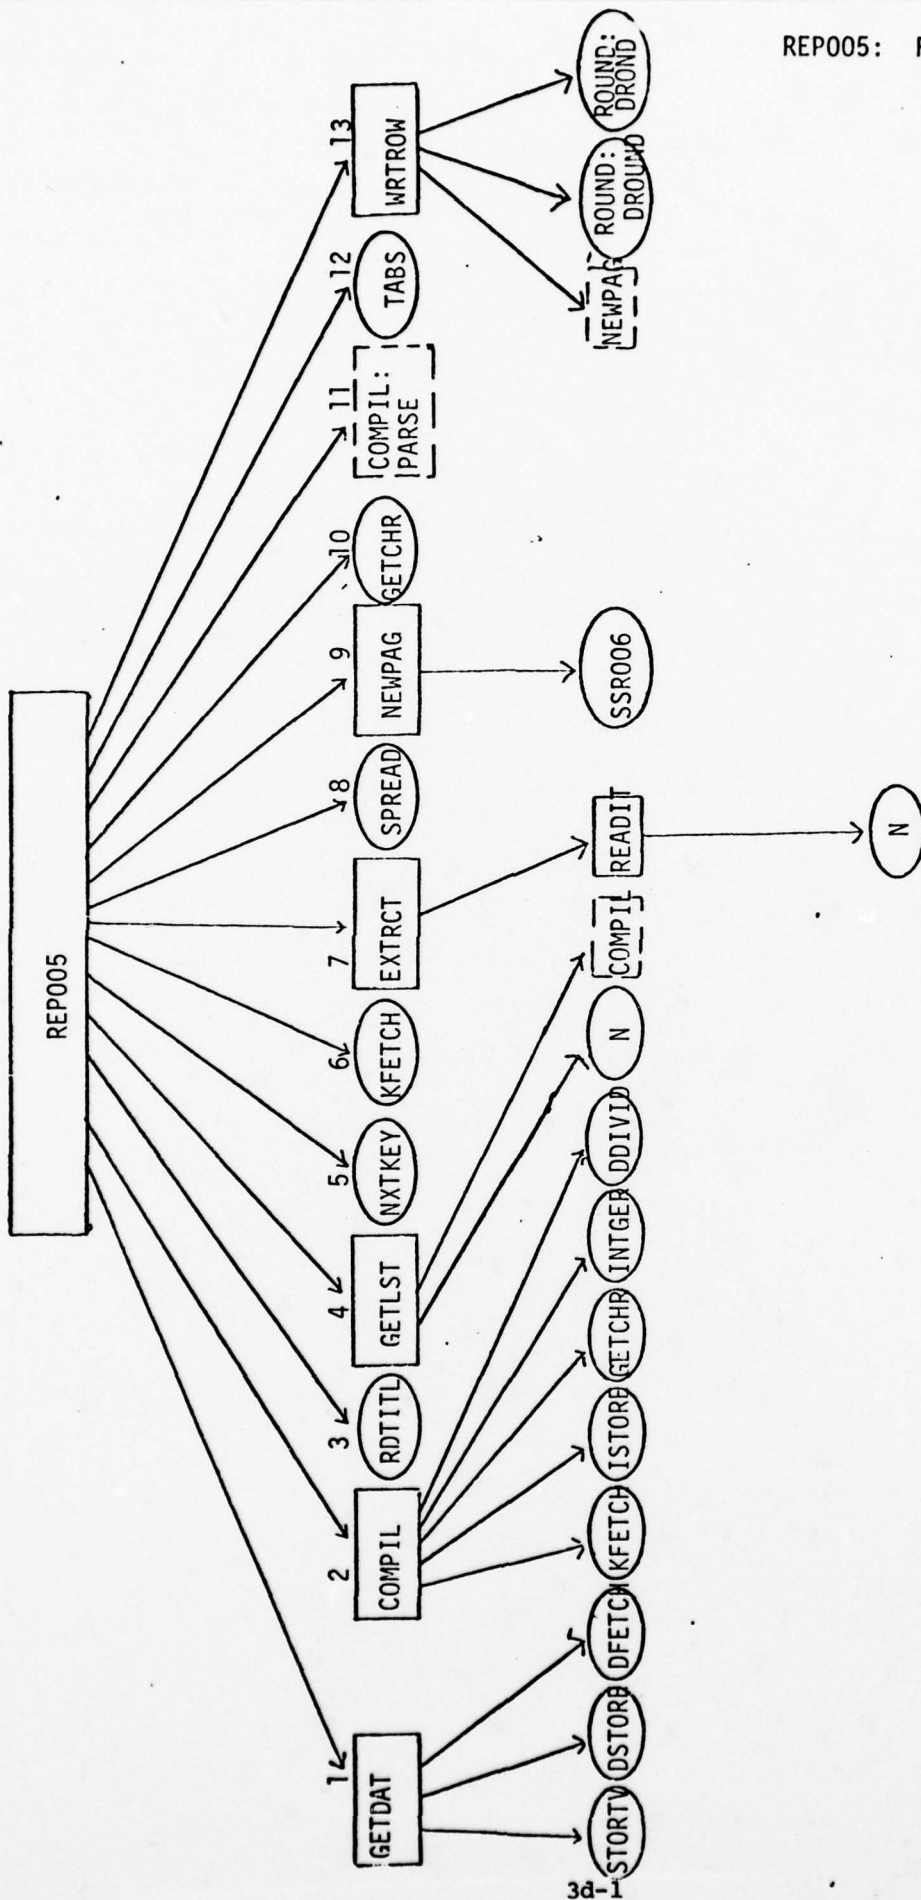 REP005:
REP005
1
GETDAT
2
COMPIL
3
RDTITL
4
GETLST
5
NXTKEY
6
KFETCH
7
EXTRCT
8
SPREAD
9
NEWPAG
10
GETCHR
11
COMPIL:
PARSE
12
TABS
13
WRTROW
STORTV
DSTORE
DFETCH
KFETCH
ISTORE
GETCHR
INTGER
DDIVID
N
COMPIL
READIT
SSR006
NEWPAG
ROUND:
DROUND
ROUND:
DROND
N
3d-1